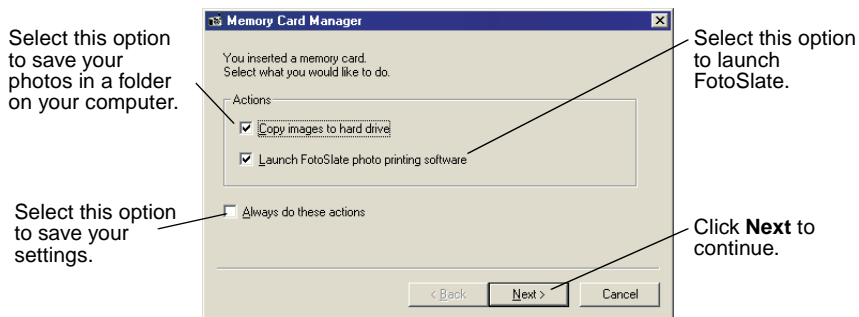 Memory Card Manager
Select this option
to save your
photos in a folder
on your computer.
Select this option
to launch
FotoSlate.
You inserted a memory card.
Select what you would like to do.
Actions
Copy images to hard drive
Launch FotoSlate photo printing software
Select this option
to save your
settings.
Always do these actions
Click Next to
continue.
< Back
Next >
Cancel